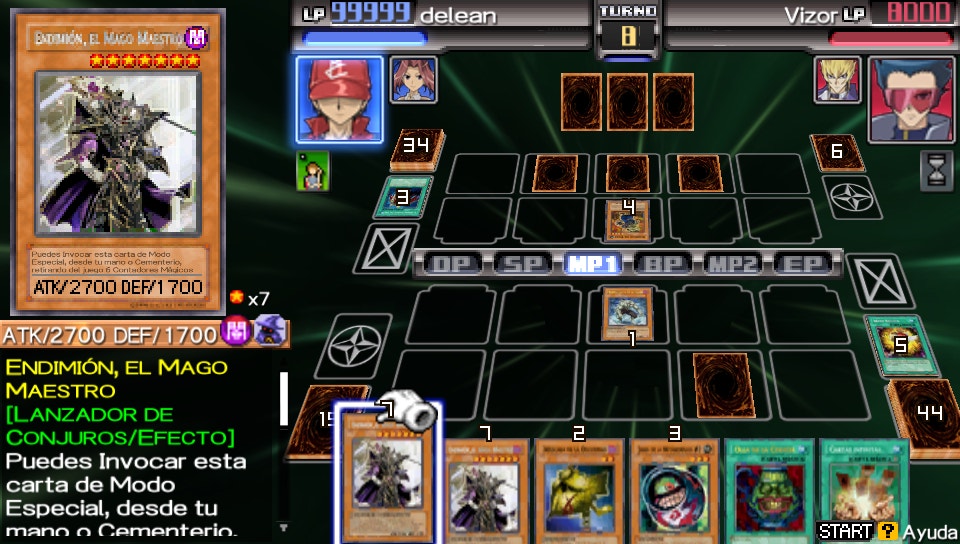 LP 99999 delean
TURNO
8
Vizor LP 8000
ENDIMIÓN, EL MAGO MAESTRO
Puedes Invocar esta carta de Modo
Especial, desde tu mano o Cementerio,
retirando del juego 6 Contadores Mágicos
ATK/2700 DEF/1700
x7
ATK/2700 DEF/1700
ENDIMIÓN, EL MAGO
MAESTRO
[LANZADOR DE
CONJUROS/EFECTO]
Puedes Invocar esta
carta de Modo
Especial, desde tu
mano o Cementerio,
34
3
6
4
DP SP MP1 BP MP2 EP
1
5
15
44
7
7
2
3
START ? Ayuda